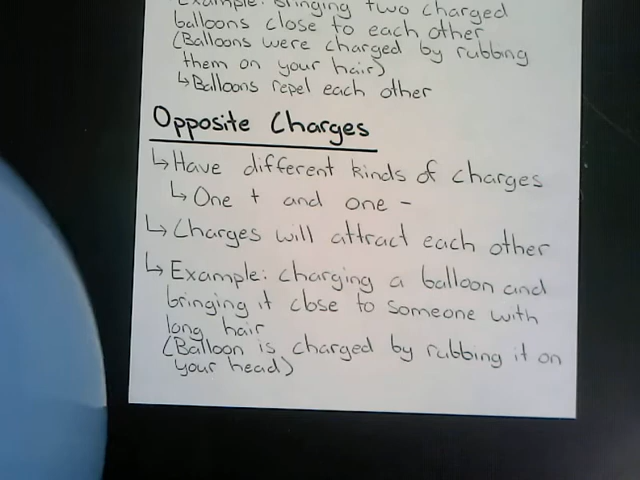 Example: Bringing two charged
balloons close to each other
(Balloons were charged by rubbing
them on your hair)
↳Balloons repel each other
Opposite Charges
↳Have different kinds of charges
↳One + and one -
↳Charges will attract each other
↳Example: charging a balloon and
bringing it close to someone with
long hair
(Balloon is charged by rubbing it on
your head)